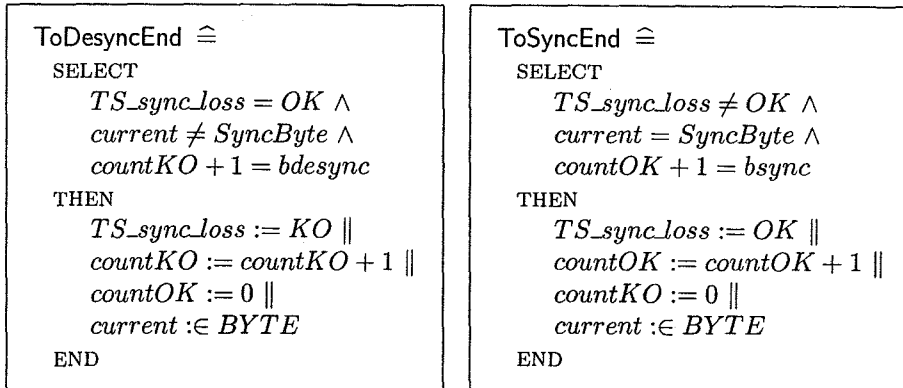 ToDesyncEnd ≙
SELECT
TS_sync_loss = OK ∧
current ≠ SyncByte ∧
countKO + 1 = bdesync
THEN
TS_sync_loss := KO ∥
countKO := countKO + 1 ∥
countOK := 0 ∥
current :∈ BYTE
END
ToSyncEnd ≙
SELECT
TS_sync_loss ≠ OK ∧
current = SyncByte ∧
countOK + 1 = bsync
THEN
TS_sync_loss := OK ∥
countOK := countOK + 1 ∥
countKO := 0 ∥
current :∈ BYTE
END